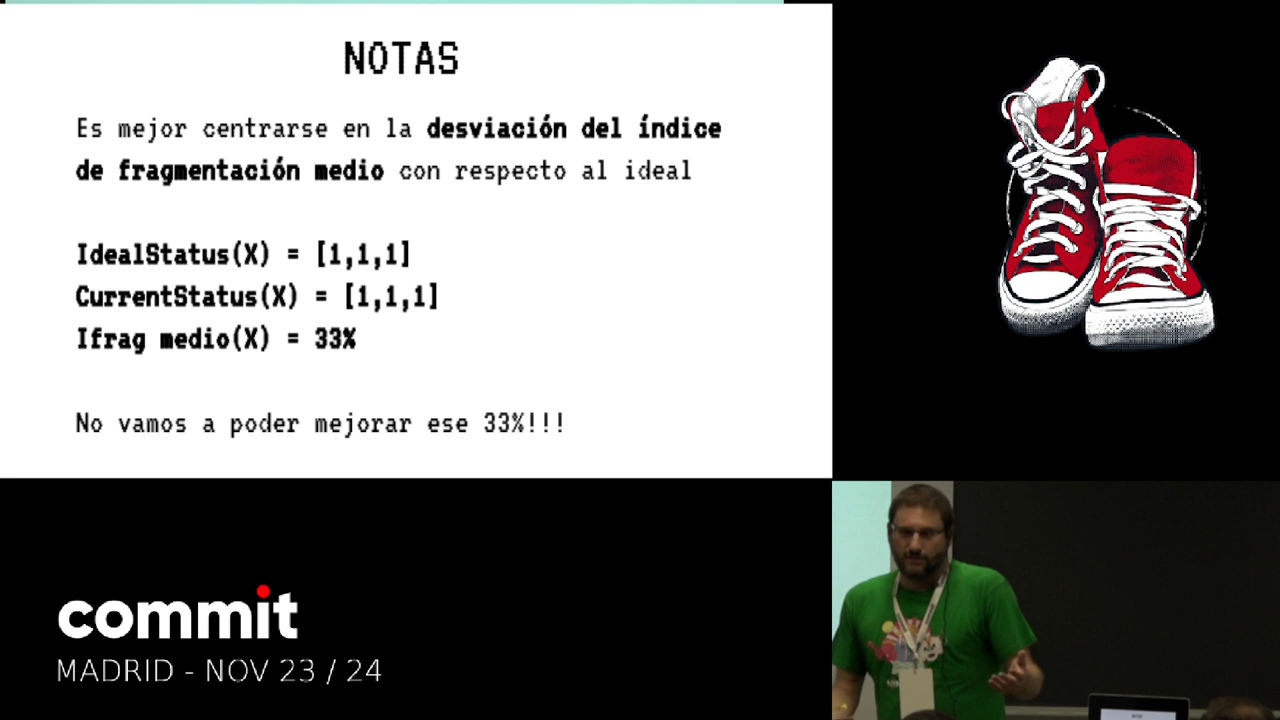 NOTAS
Es mejor centrarse en la desviación del índice
de fragmentación medio con respecto al ideal
IdealStatus(X) = [1,1,1]
CurrentStatus(X) = [1,1,1]
Ifrag medio(X) = 33%
No vamos a poder mejorar ese 33%!!!
commit
MADRID - NOV 23 / 24